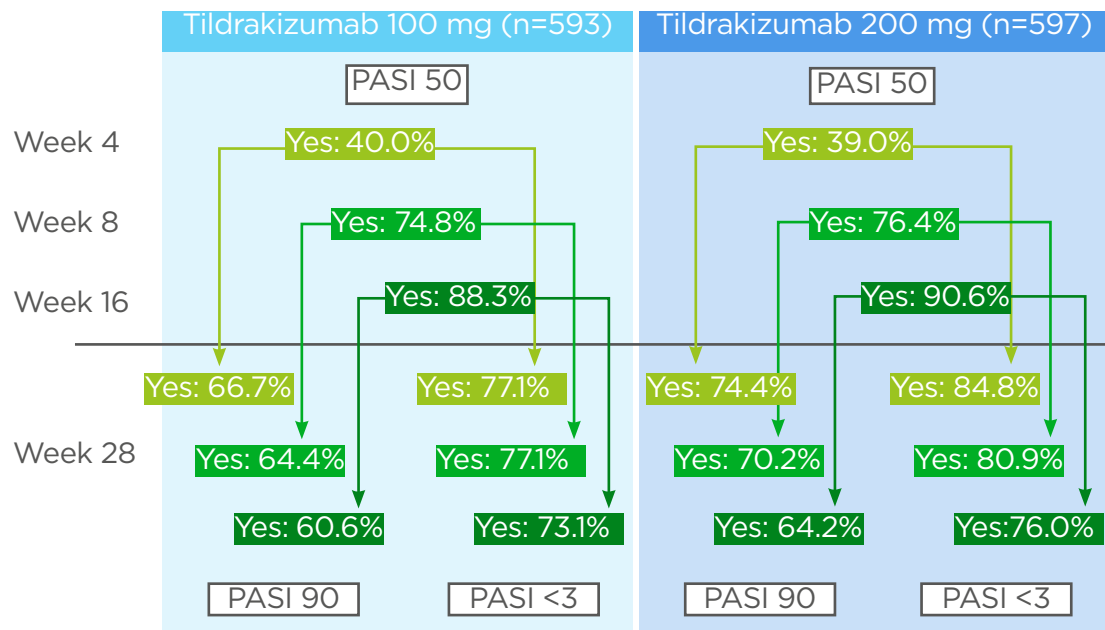 Tildrakizumab 100 mg (n=593)
Tildrakizumab 200 mg (n=597)
PASI 50
PASI 50
Week 4
Yes: 40.0%
Yes: 39.0%
Week 8
Yes: 74.8%
Yes: 76.4%
Week 16
Yes: 88.3%
Yes: 90.6%
Yes: 66.7%
77.1%
Yes: 74.4%
Yes: 84.8%
Week 28
Yes: 64.4%
Yes: 77.1%
Yes: 70.2%
Yes: 80.9%
Yes: 60.6%
Yes: 73.1%
Yes: 64.2%
Yes:76.0%
PASI 90
PASI <3
PASI 90
PASI <3